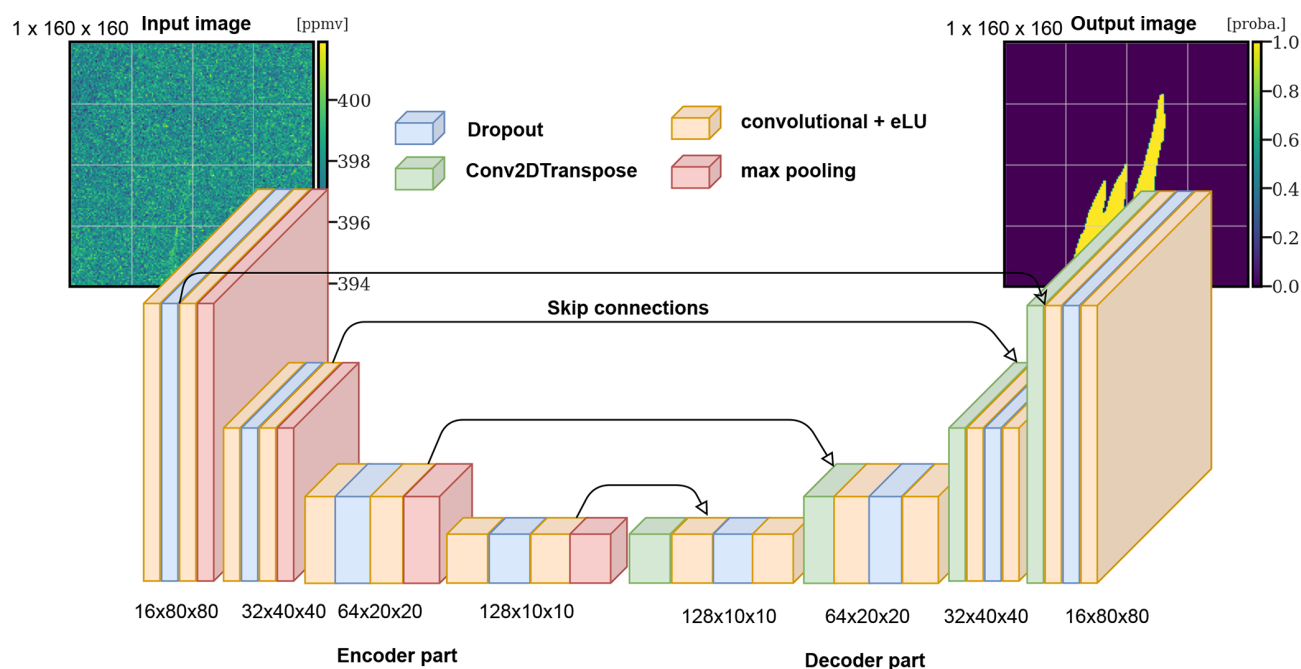 1 x 160 x 160
Input image
[ppmv]
400
398
396
394
Dropout
Conv2DTranspose
convolutional + eLU
max pooling
1 x 160 x 160
Output image
[proba.]
1.0
0.8
0.6
0.4
0.2
0.0
Skip connections
16x80x80
32x40x40
64x20x20
128x10x10
128x10x10
64x20x20
32x40x40
16x80x80
Encoder part
Decoder part